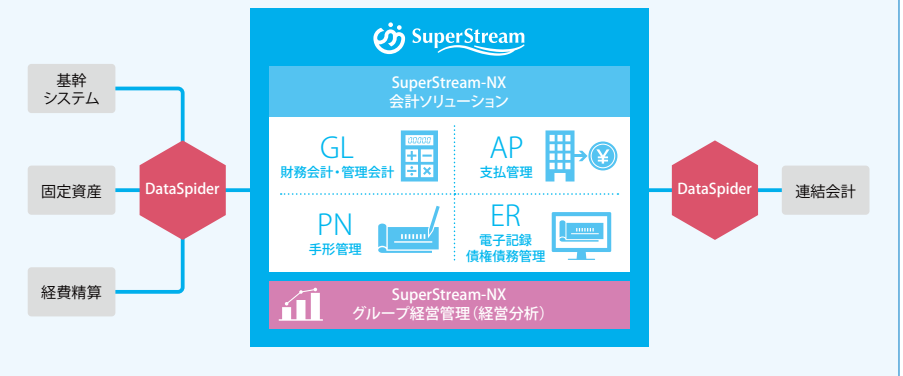 SuperStream
SuperStream-NX
会計ソリューション
基幹
システム
固定資産
経費精算
DataSpider
GL
財務会計・管理会計
00000
AP
支払管理
¥
PN
手形管理
ER
電子記録
債権債務管理
SuperStream-NX
グループ経営管理（経営分析）
DataSpider
連結会計